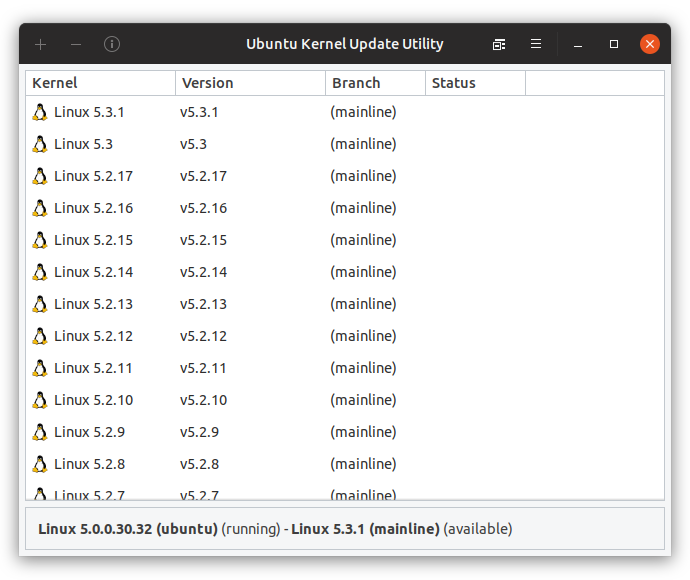 Ubuntu Kernel Update Utility
Kernel Version Branch Status
Linux 5.3.1 v5.3.1 (mainline)
Linux 5.3 v5.3 (mainline)
Linux 5.2.17 v5.2.17 (mainline)
Linux 5.2.16 v5.2.16 (mainline)
Linux 5.2.15 v5.2.15 (mainline)
Linux 5.2.14 v5.2.14 (mainline)
Linux 5.2.13 v5.2.13 (mainline)
Linux 5.2.12 v5.2.12 (mainline)
Linux 5.2.11 v5.2.11 (mainline)
Linux 5.2.10 v5.2.10 (mainline)
Linux 5.2.9 v5.2.9 (mainline)
Linux 5.2.8 v5.2.8 (mainline)
Linux 5.2.7 v5.2.7 (mainline)
Linux 5.0.0.30.32 (ubuntu) (running) - Linux 5.3.1 (mainline) (available)